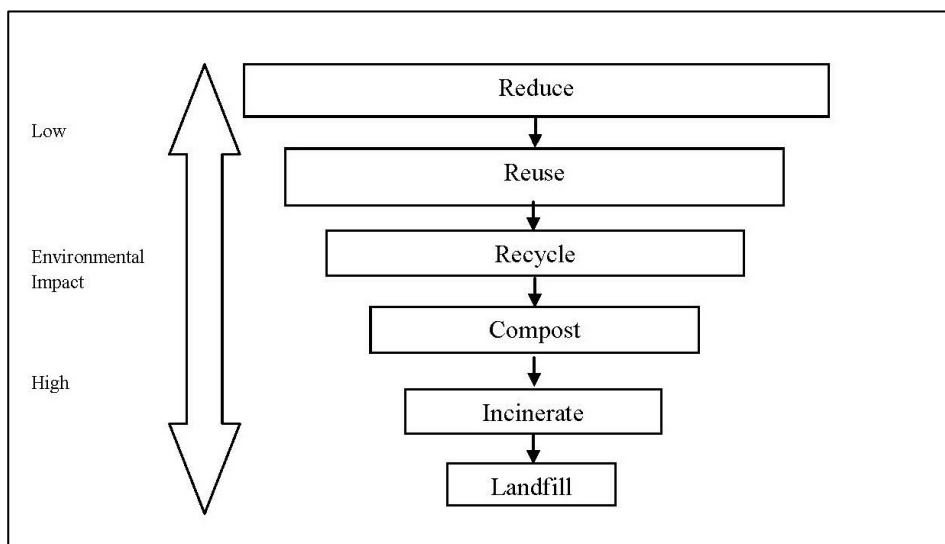 Reduce
Low
Reuse
Environmental
Impact
Recycle
Compost
High
Incinerate
Landfill